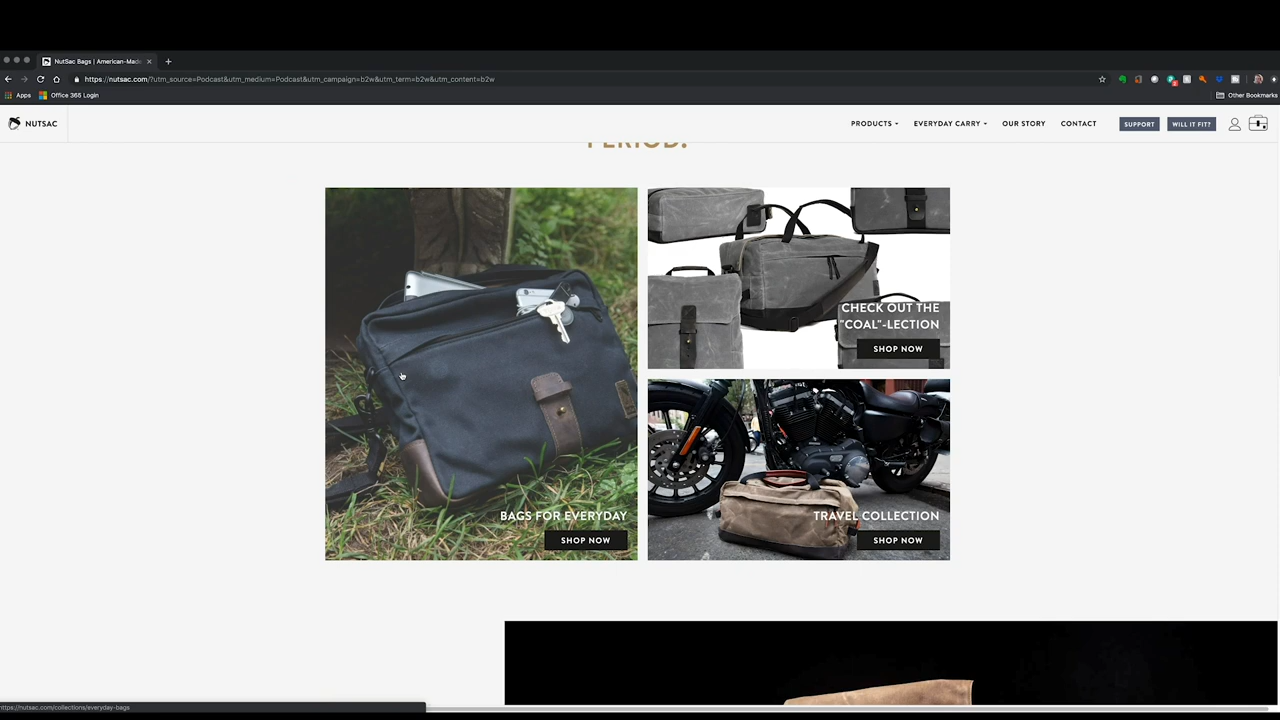 NutSac Bags | American-Made
https://nutsac.com/?utm_source=Podcast&utm_medium=Podcast&utm_campaign=b2w&utm_term=b2w&utm_content=b2w
Apps
Office 365 Login
Other Bookmarks
NUTSAC
PRODUCTS
EVERYDAY CARRY
OUR STORY
CONTACT
SUPPORT
WILL IT FIT?
PERIOD.
CHECK OUT THE
"COAL"-LECTION
SHOP NOW
BAGS FOR EVERYDAY
SHOP NOW
TRAVEL COLLECTION
SHOP NOW
https://nutsac.com/collections/everyday-bags